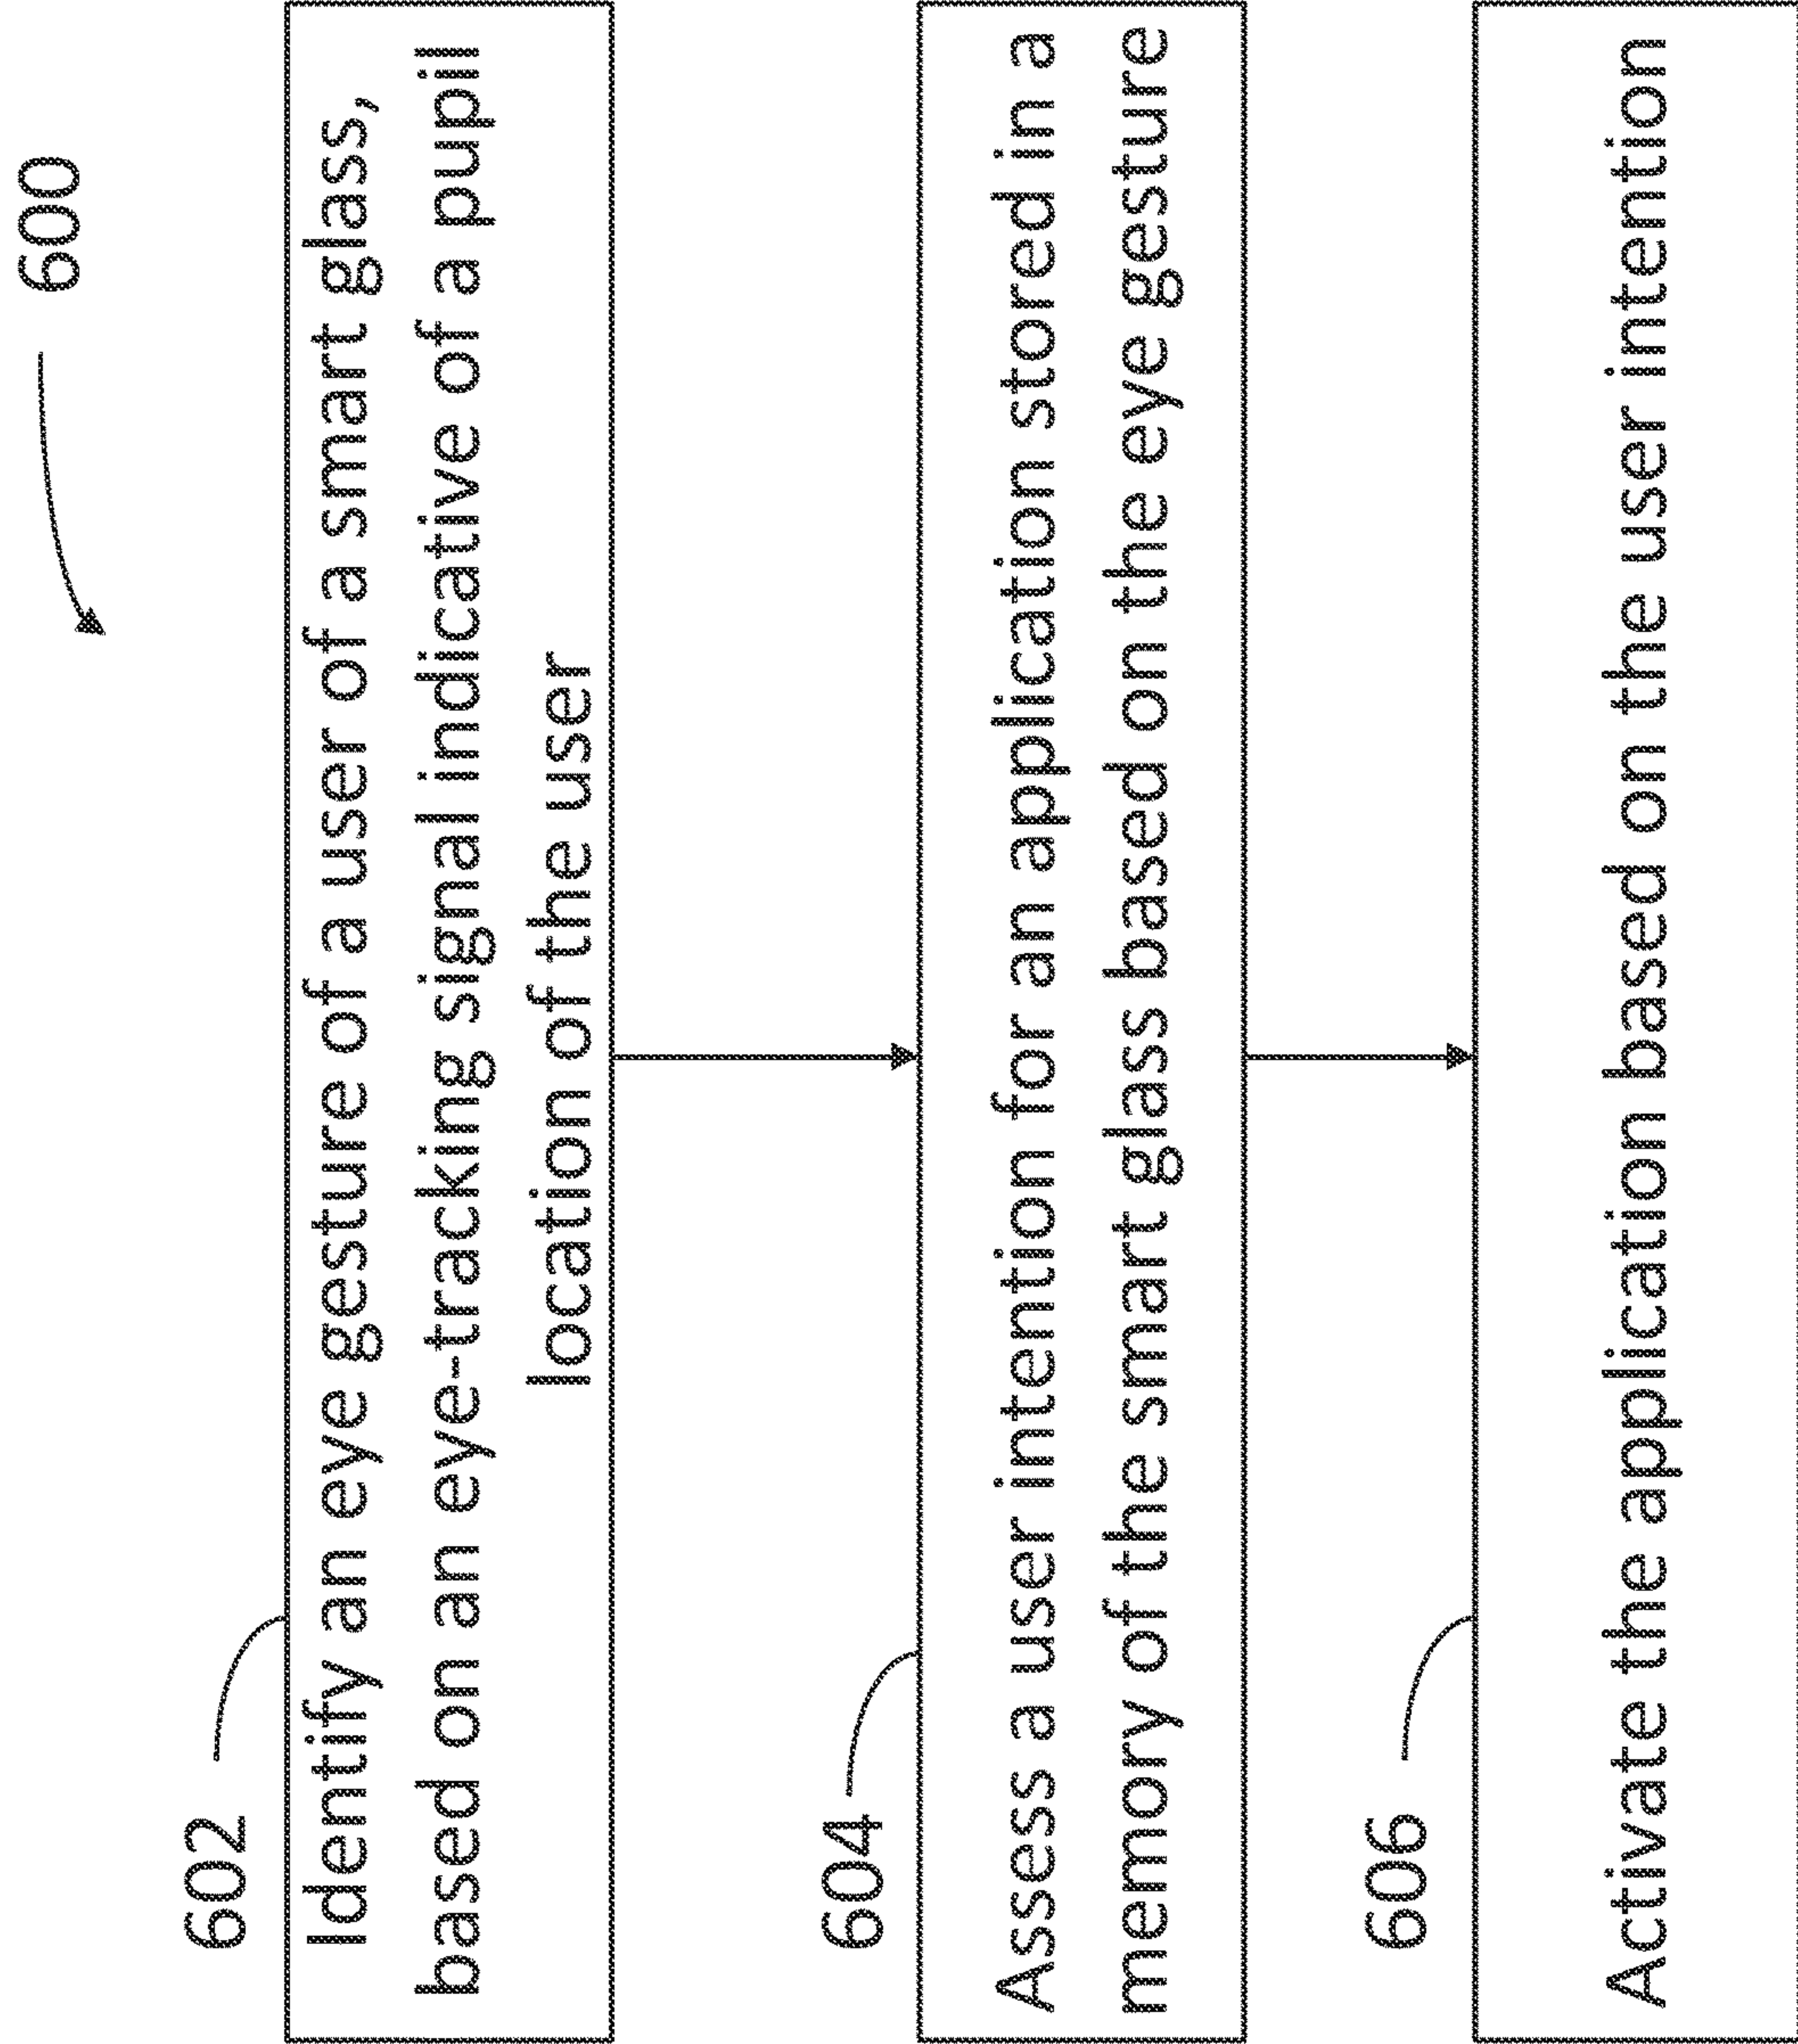 600
602
Identify an eye gesture of a user of a smart glass,
based on an eye-tracking signal indicative of a pupil
location of the user
604
Assess a user intention for an application stored in a
memory of the smart glass based on the eye gesture
606
Activate the application based on the user intention